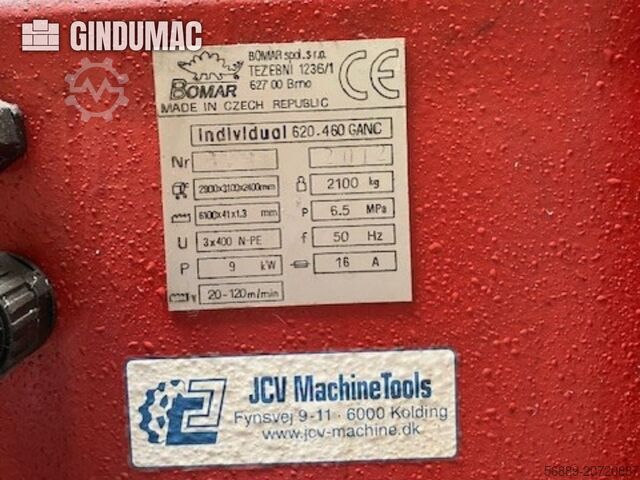 GINDUMAC
BOMAR spol. s r.o.
TEZEBNI 1236/1
627 00 Brno
BOMAR
CE
MADE IN CZECH REPUBLIC
individual 620.460 GANC
Nr 2012
2900x3100x2400mm 2100 kg
6100x41x1.3 mm P 6.5 MPa
U 3x400 N-PE f 50 Hz
P 9 kW 16 A
v 20-120m/min
JCV MachineTools
Fynsvej 9-11 · 6000 Kolding
www.jcv-machine.dk